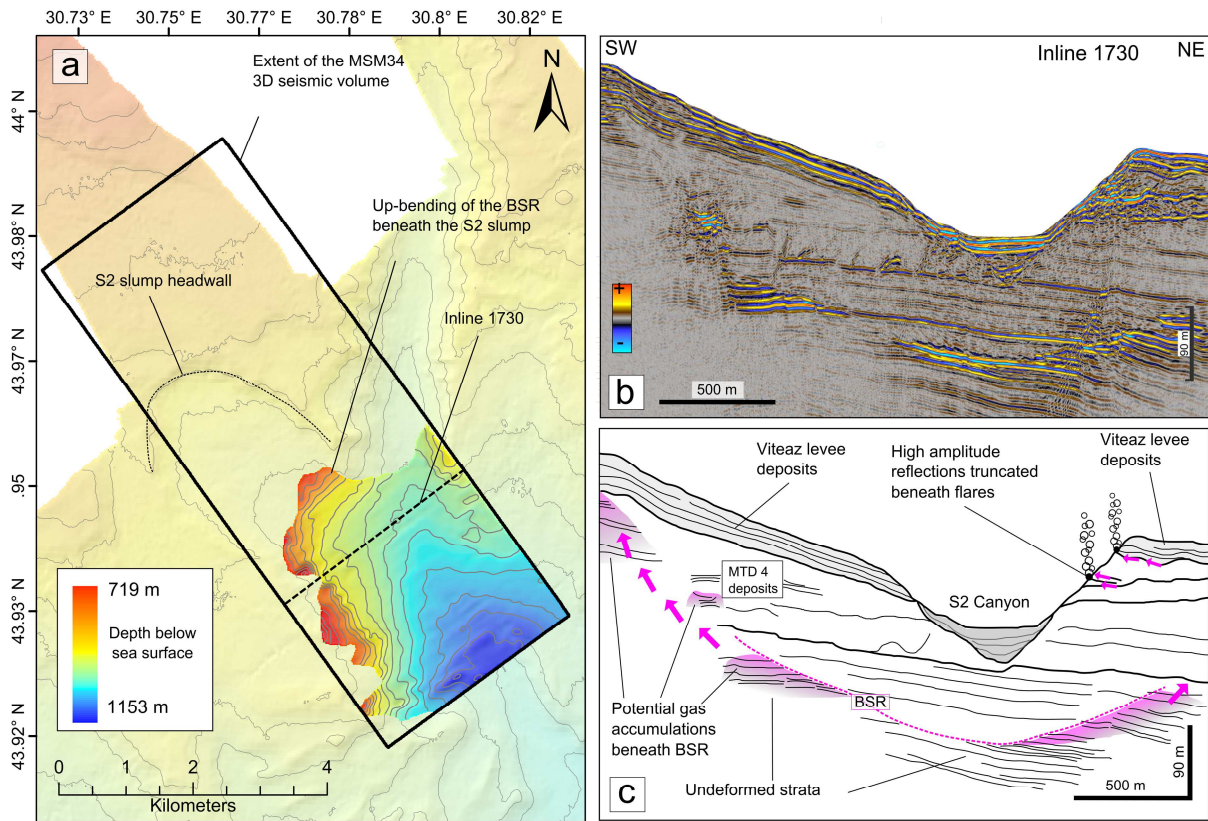 30.73° E 30.75° E 30.77° E 30.78° E 30.8° E 30.82° E
a
Extent of the MSM34
3D seismic volume
N
44° N
43.98° N
43.97° N
95
43.93° N
43.92° N
Up-bending of the BSR
beneath the S2 slump
S2 slump headwall
Inline 1730
719 m
Depth below
sea surface
1153 m
0 1 2 4
Kilometers
SW
Inline 1730
NE
+
-
90 m
500 m
b
Viteaz levee
deposits
High amplitude
reflections truncated
beneath flares
Viteaz levee
deposits
MTD 4
deposits
S2 Canyon
BSR
Potential gas
accumulations
beneath BSR
Undeformed strata
90 m
500 m
c